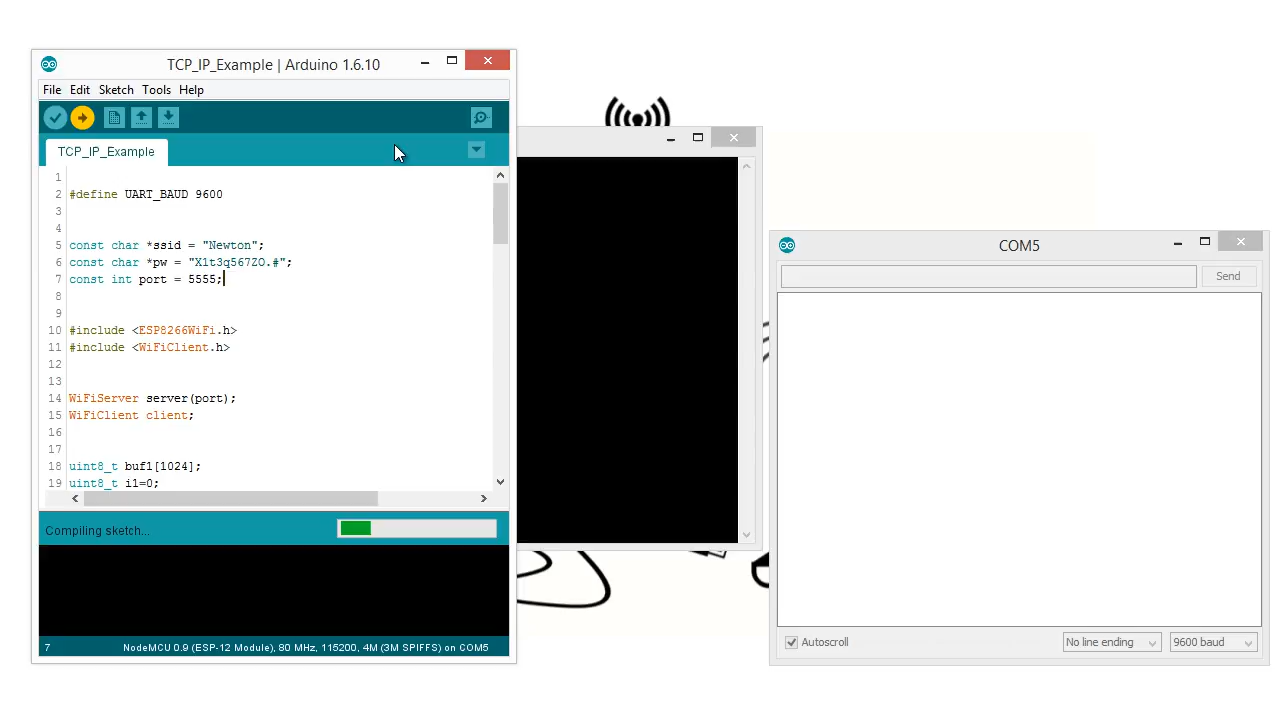 TCP_IP_Example | Arduino 1.6.10
File Edit Sketch Tools Help
TCP_IP_Example
1
2 #define UART_BAUD 9600
3
4
5 const char *ssid = "Newton";
6 const char *pw = "X1t3q567ZO.#";
7 const int port = 5555;
8
9
10 #include <ESP8266WiFi.h>
11 #include <WiFiClient.h>
12
13
14 WiFiServer server(port);
15 WiFiClient client;
16
17
18 uint8_t buf1[1024];
19 uint8_t i1=0;
Compiling sketch...
7 NodeMCU 0.9 (ESP-12 Module), 80 MHz, 115200, 4M (3M SPIFFS) on COM5
COM5
Send
Autoscroll
No line ending
9600 baud